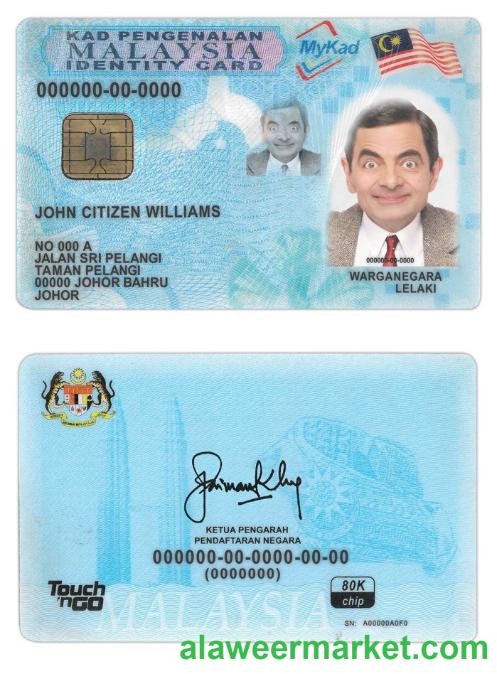 KAD PENGENALAN
MALAYSIA
IDENTITY CARD
MyKad
000000-00-0000
JOHN CITIZEN WILLIAMS
NO 000 A
JALAN SRI PELANGI
TAMAN PELANGI
00000 JOHOR BAHRU
JOHOR
000000-00-0000
WARGANEGARA
LELAKI
KETUA PENGARAH
PENDAFTARAN NEGARA
000000-00-0000-00-00
(0000000)
Touch
'nGO
80K
chip
MALAYSIA
SN: A00000A0F0
alaweermarket.com